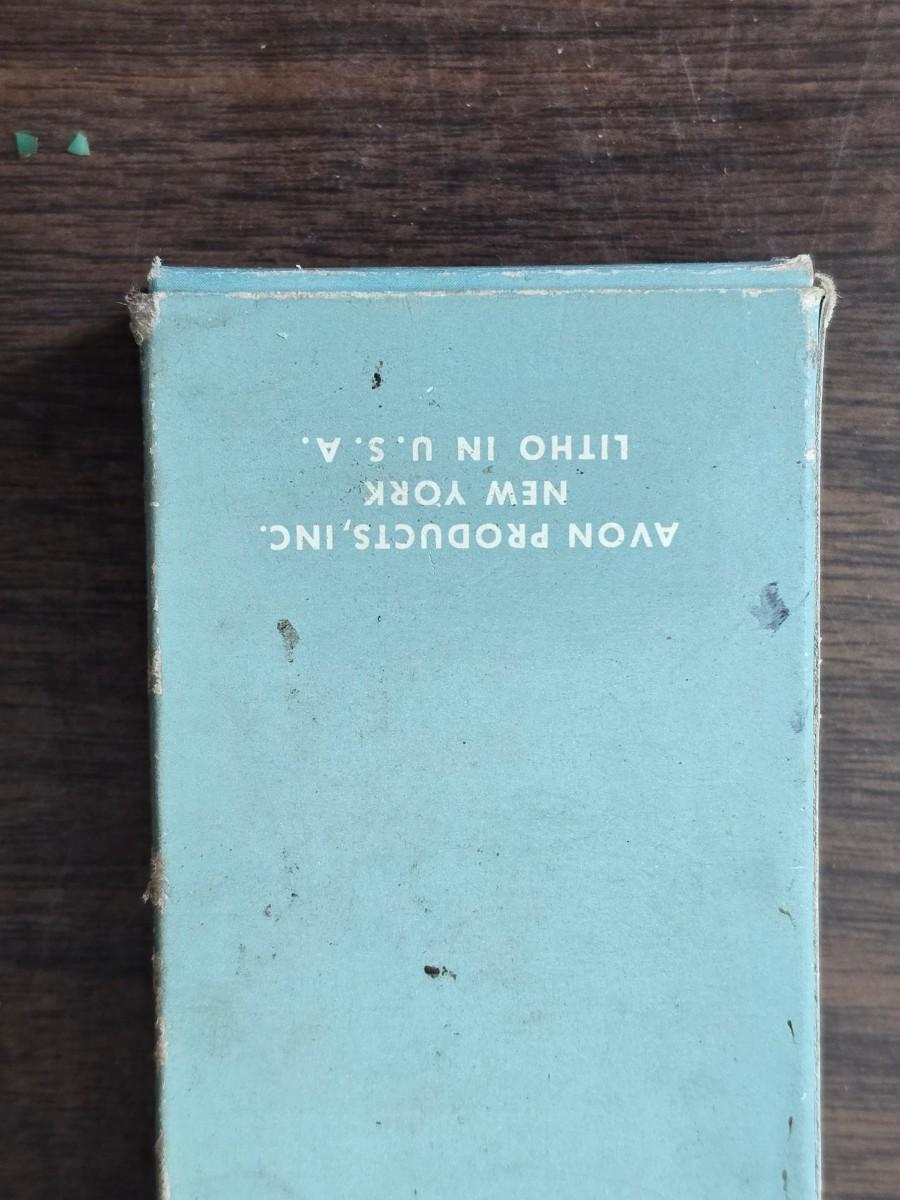 AVON PRODUCTS, INC.
NEW YORK
LITHO IN U.S.A.